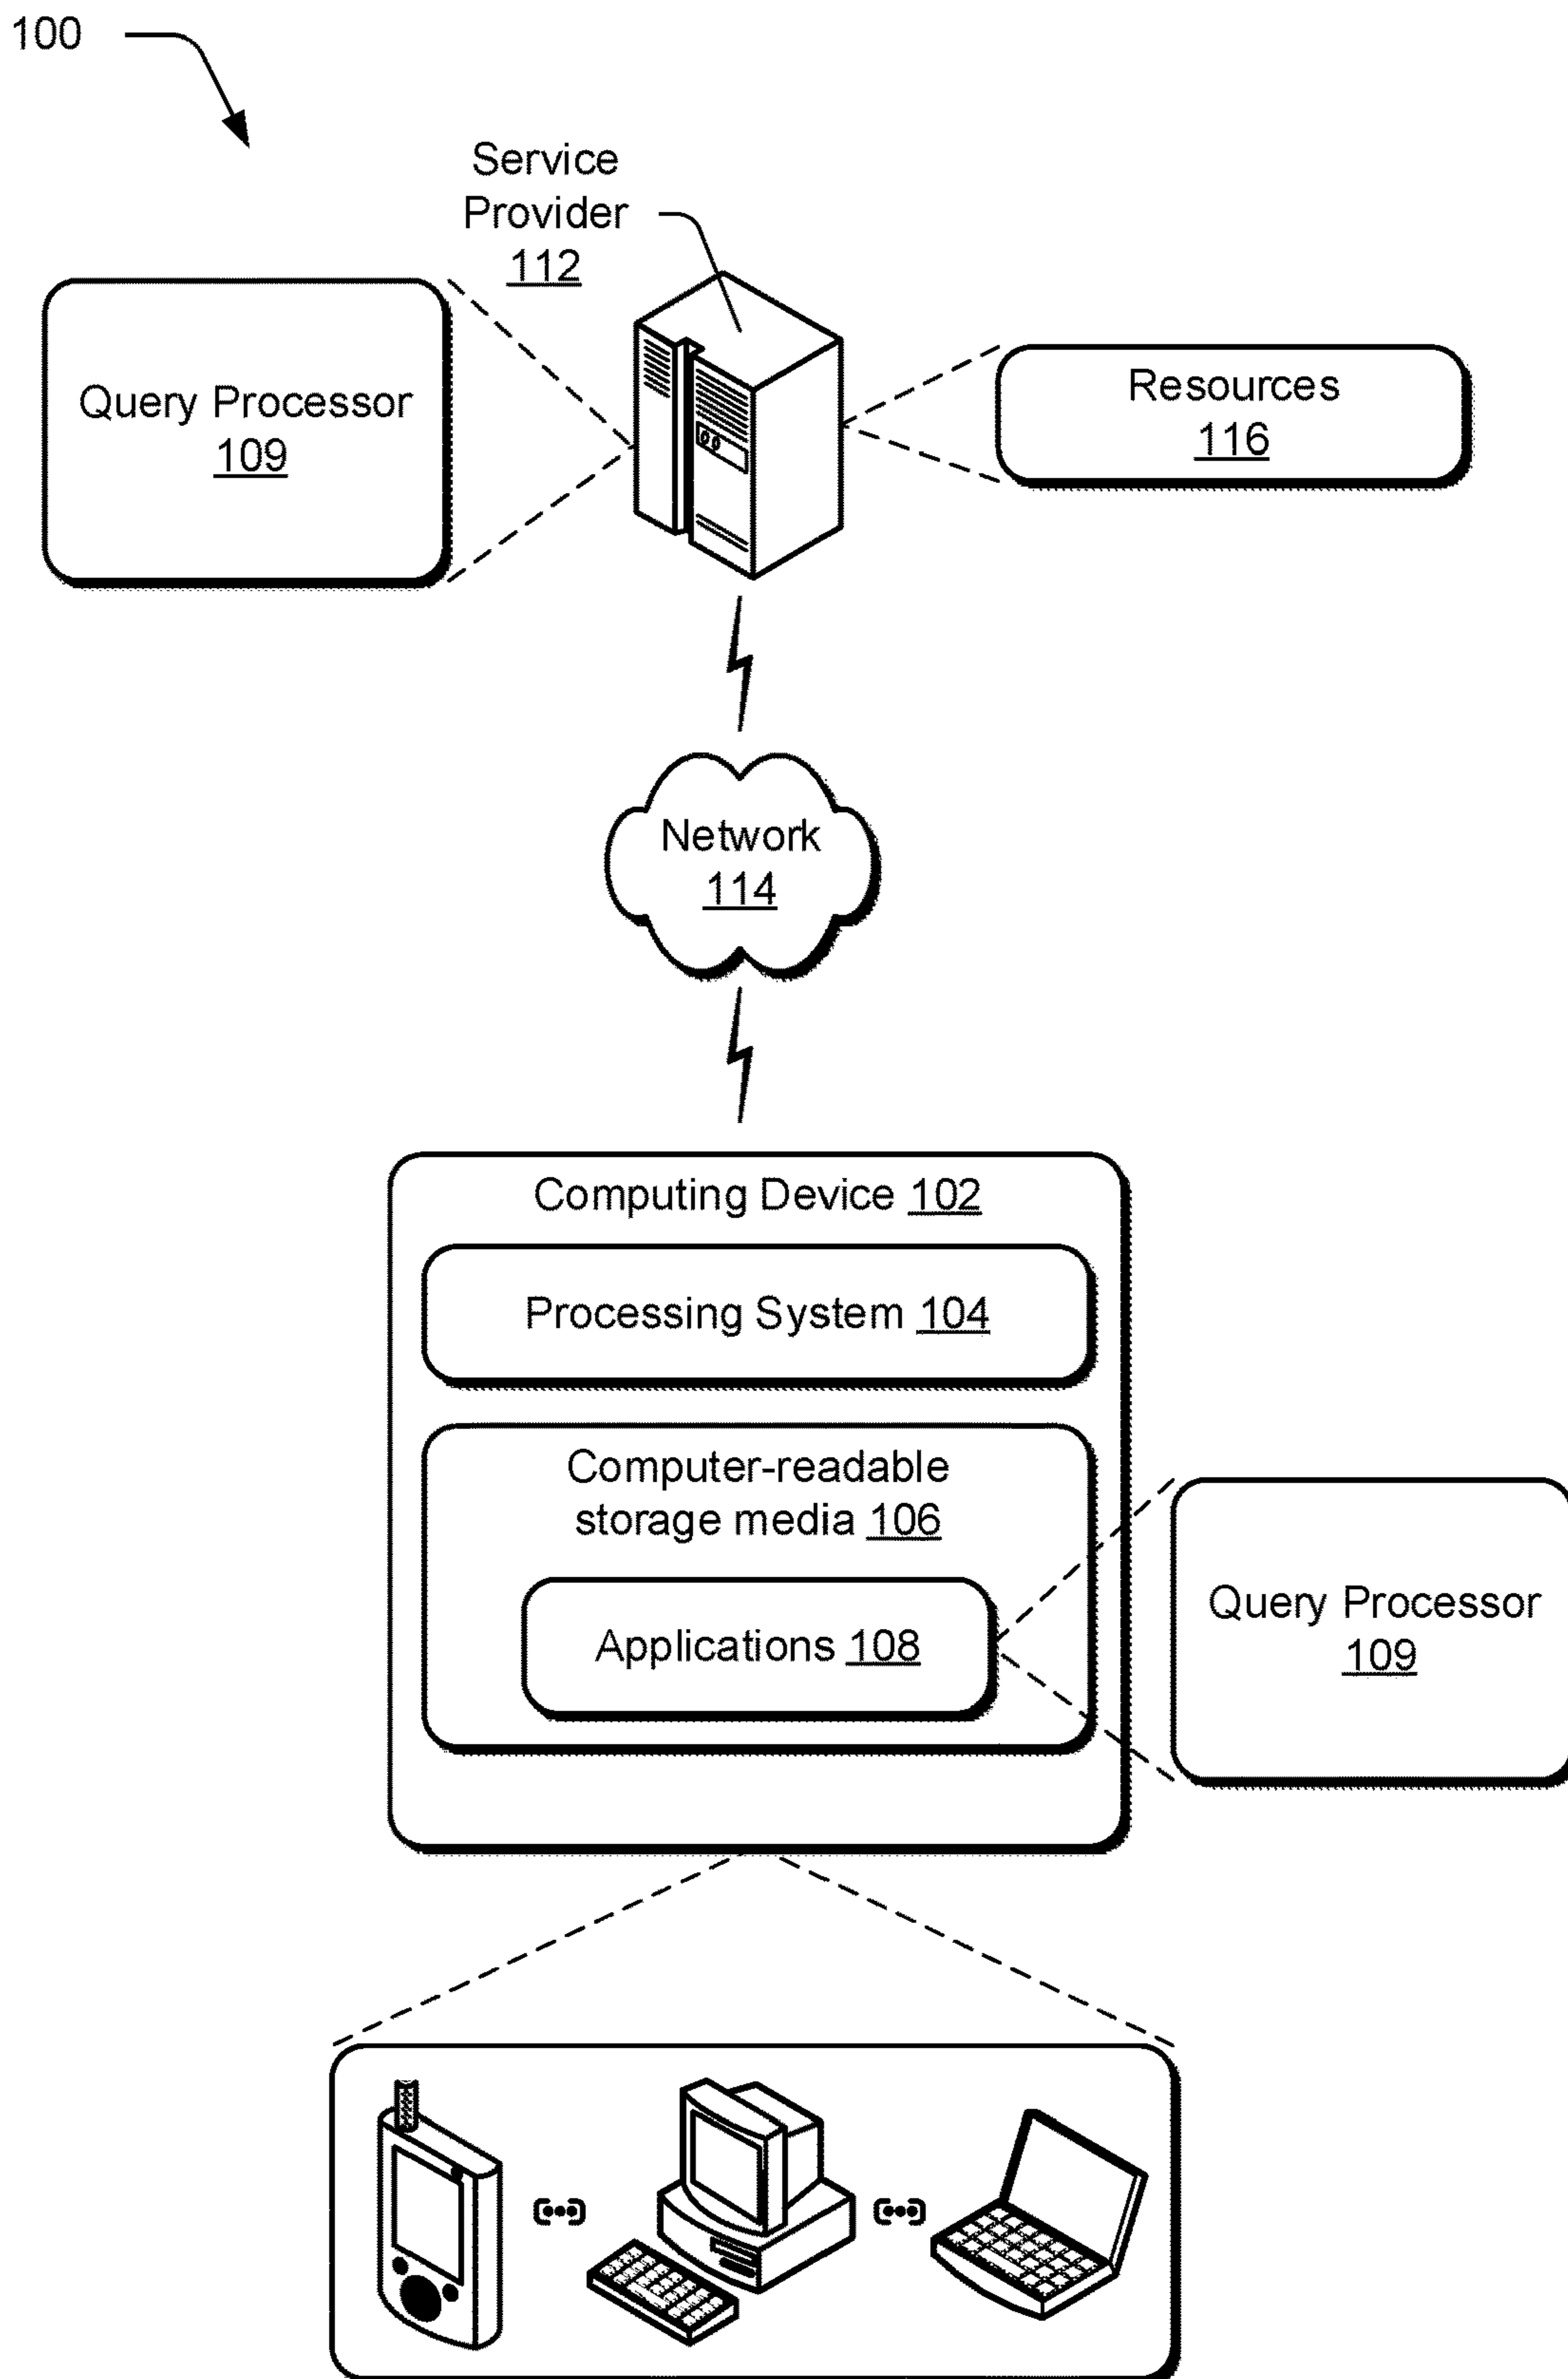 100
Service
Provider
112
Query Processor
109
Resources
116
Network
114
Computing Device 102
Processing System 104
Computer-readable
storage media 106
Applications 108
Query Processor
109